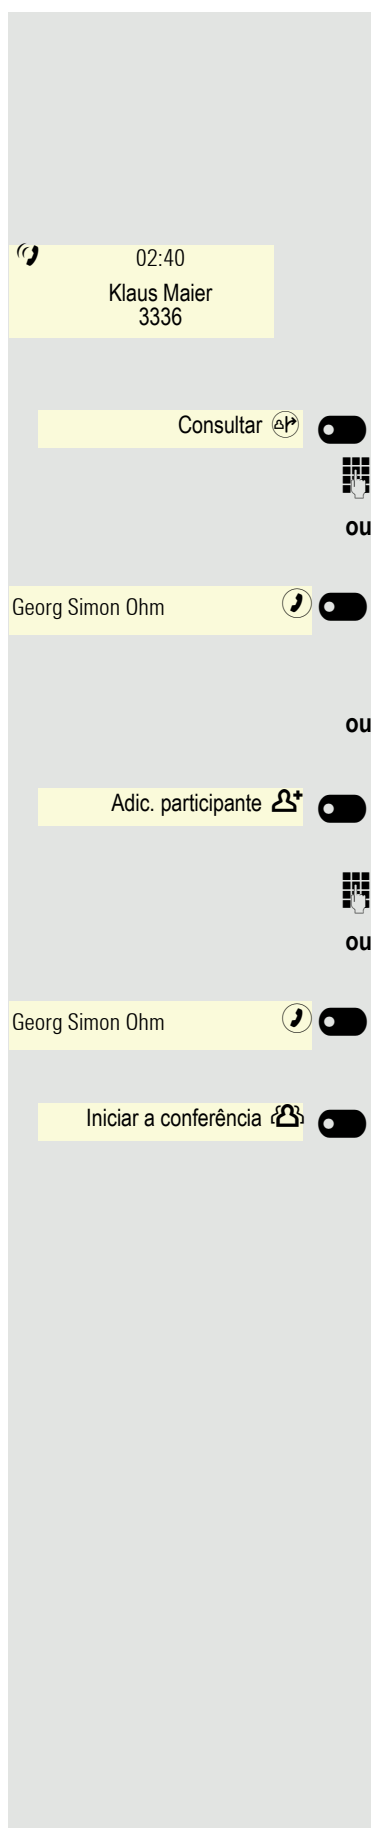 02:40
Klaus Maier
3336
Consultar
ou
Georg Simon Ohm
ou
Adic. participante
ou
Georg Simon Ohm
Iniciar a conferência